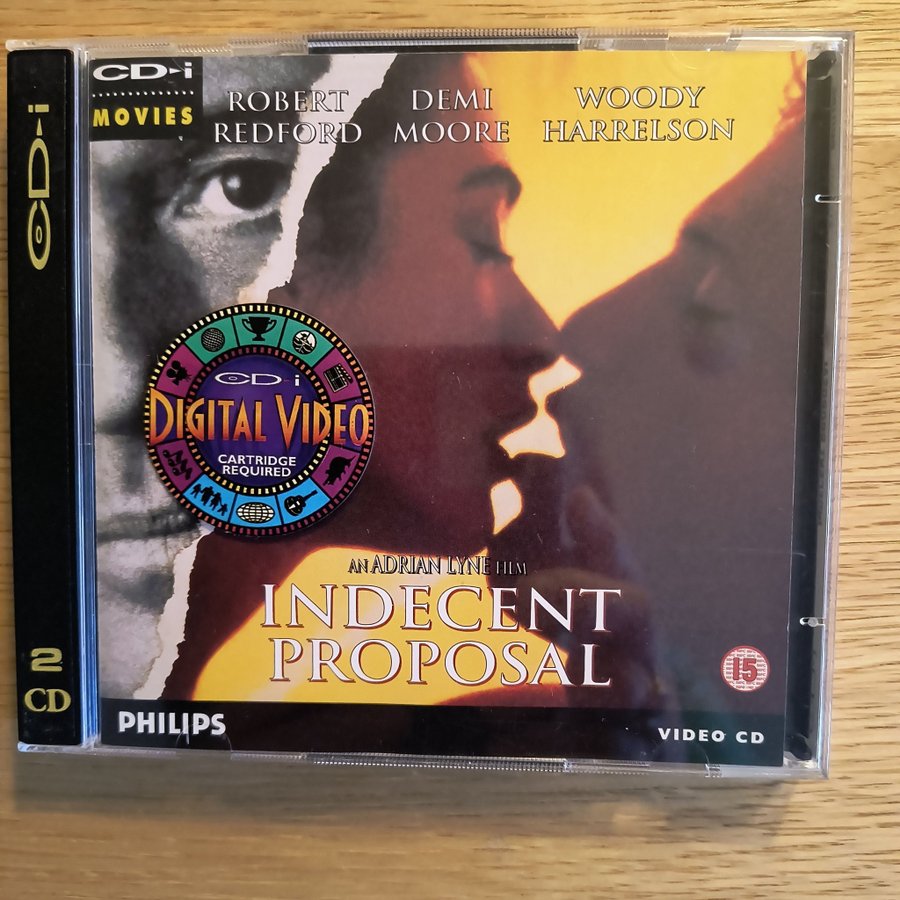 CD-i
2
CD
CD-i
MOVIES
ROBERT REDFORD
DEMI MOORE
WOODY HARRELSON
CD-i
DIGITAL VIDEO
CARTRIDGE
REQUIRED
AN ADRIAN LYNE FILM
INDECENT
PROPOSAL
15
PHILIPS
VIDEO CD